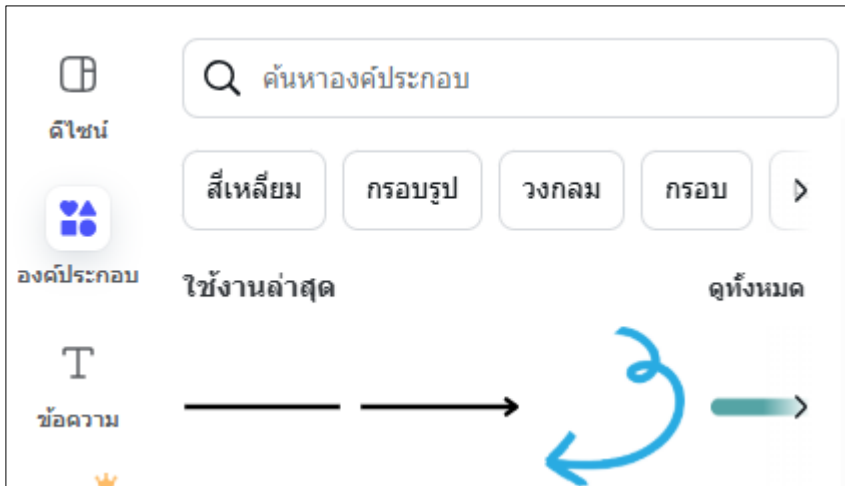 ค้นหาองค์ประกอบ
ดีไซน์
สี่เหลี่ยม กรอบรูป วงกลม กรอบ
องค์ประกอบ
ใช้งานล่าสุด ดูทั้งหมด
ข้อความ